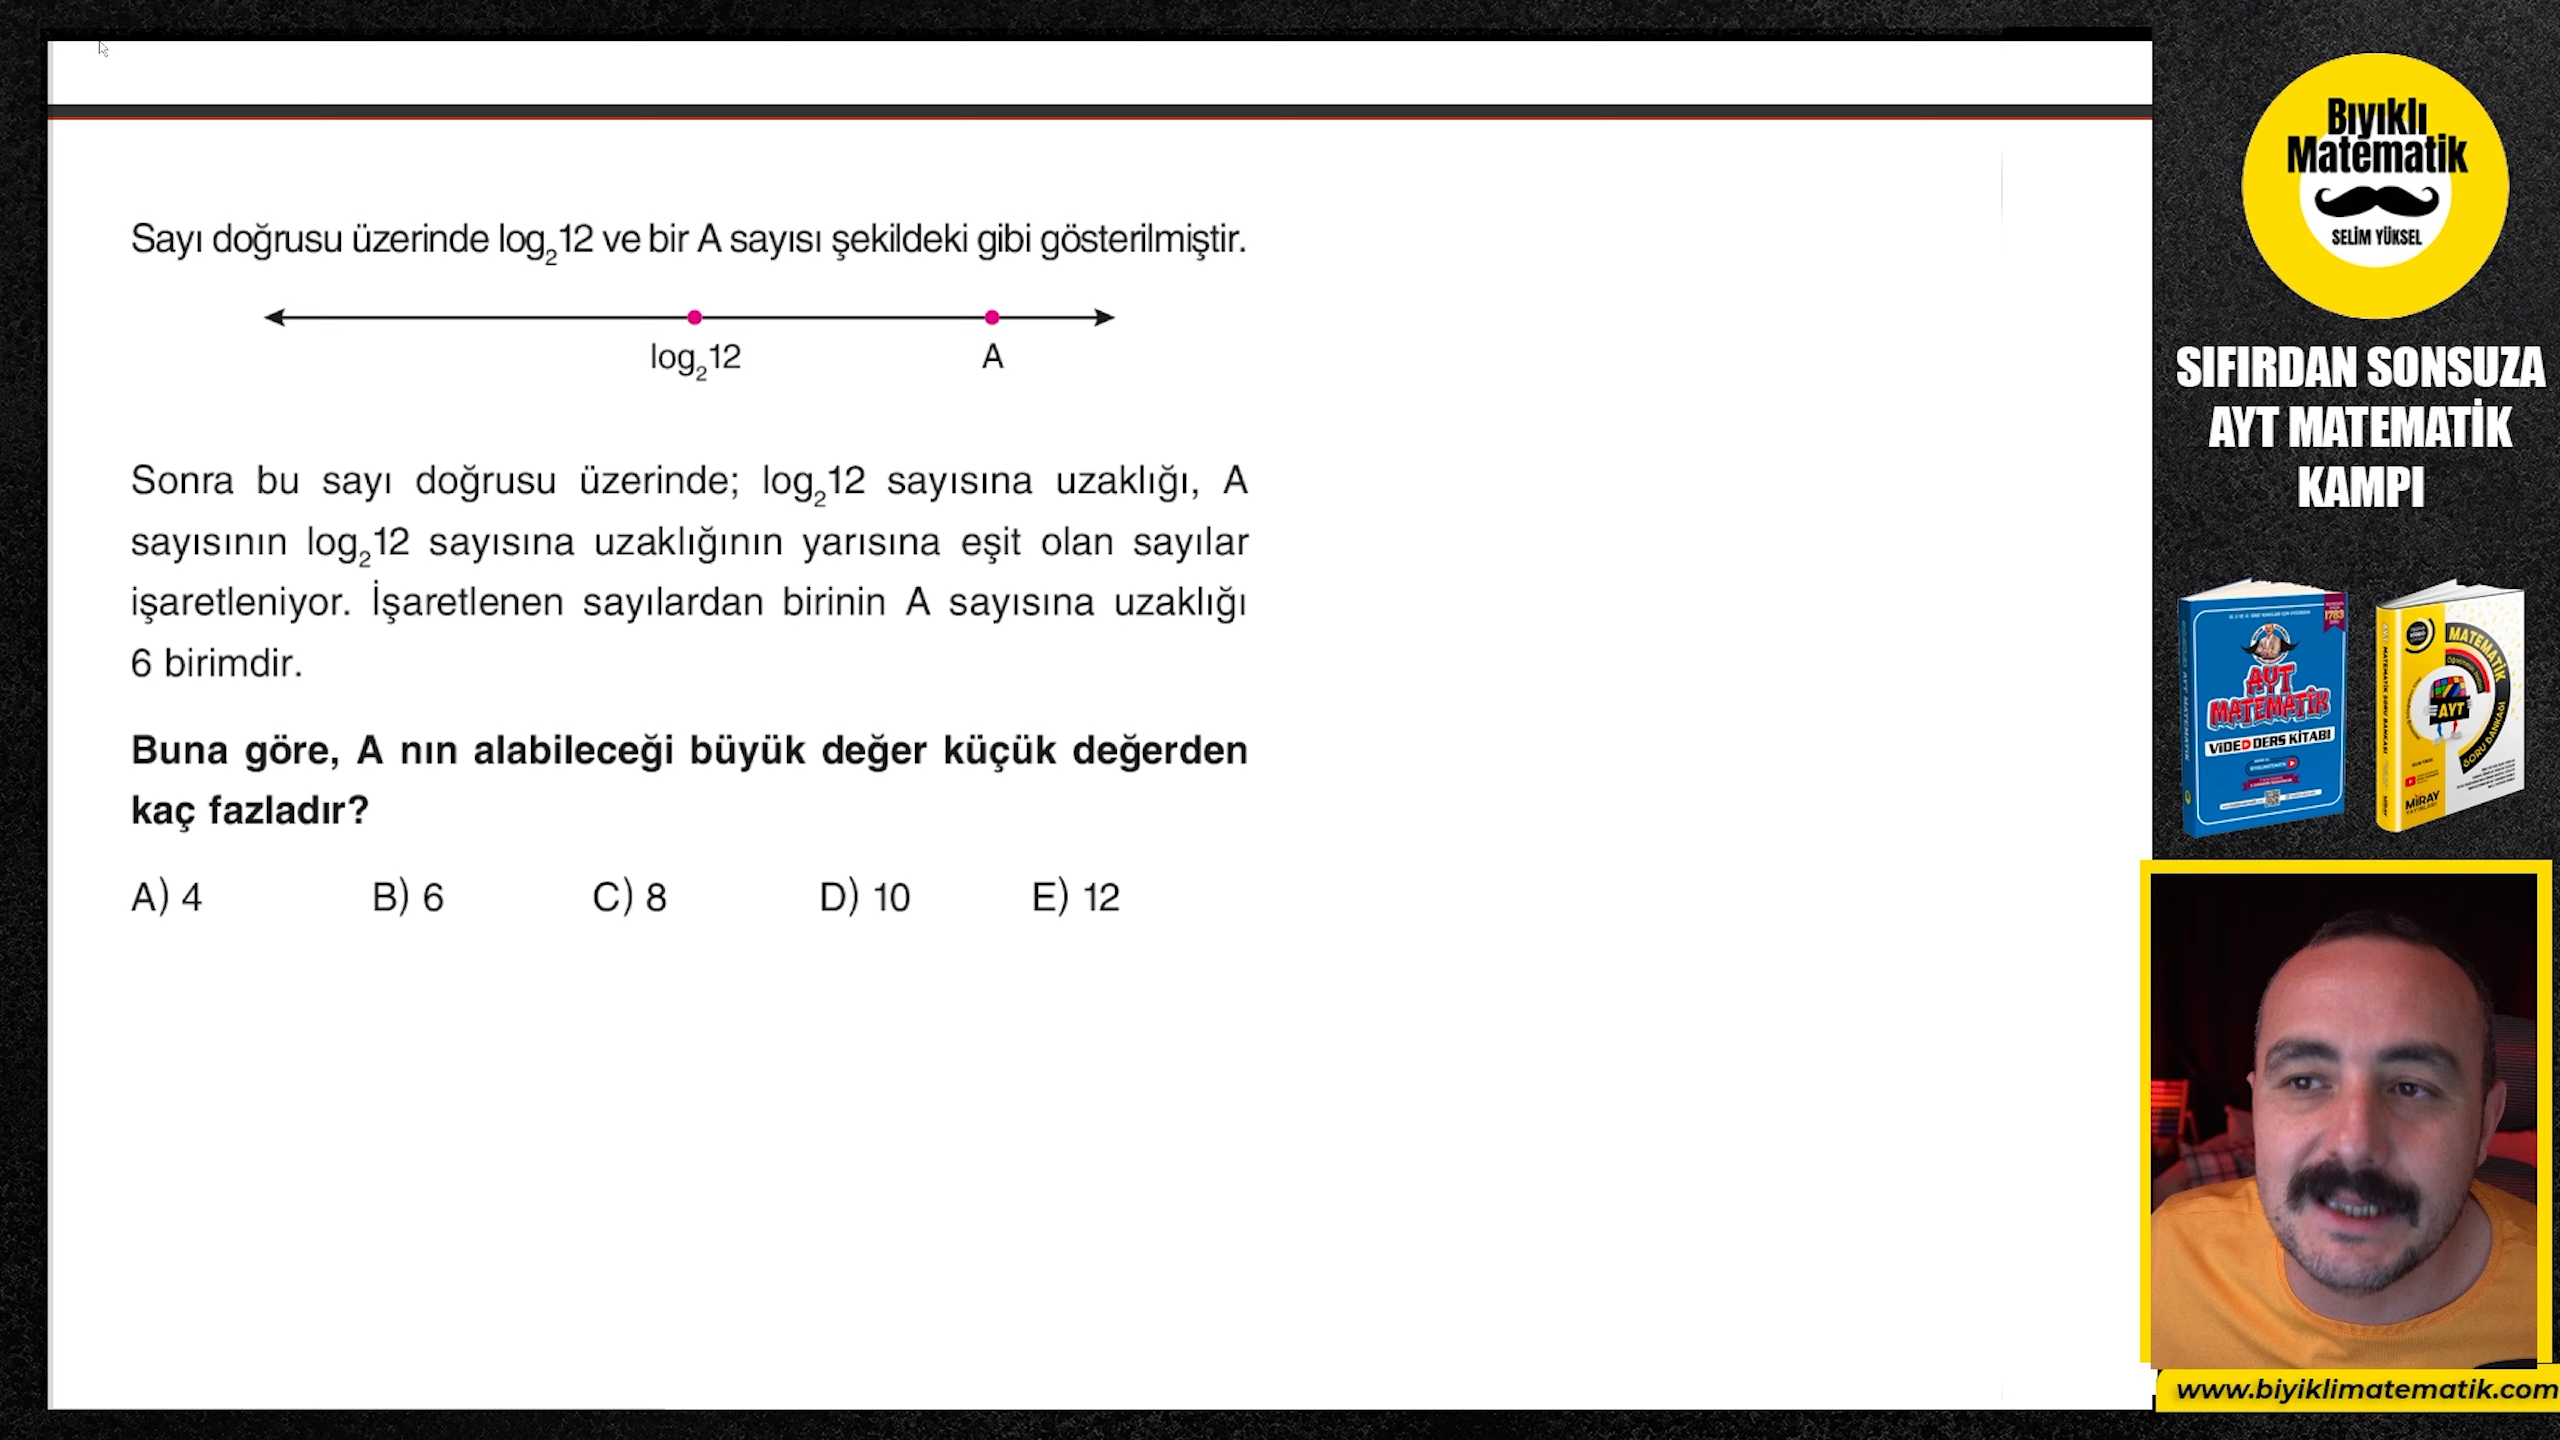 Sayı doğrusu üzerinde log₂12 ve bir A sayısı şekildeki gibi gösterilmiştir.
log₂12
A
Sonra bu sayı doğrusu üzerinde; log₂12 sayısına uzaklığı, A
sayısının log₂12 sayısına uzaklığının yarısına eşit olan sayılar
işaretleniyor. İşaretlenen sayılardan birinin A sayısına uzaklığı
6 birimdir.
Buna göre, A nın alabileceği büyük değer küçük değerden
kaç fazladır?
A) 4 B) 6 C) 8 D) 10 E) 12
Bıyıklı
Matematik
SELİM YÜKSEL
SIFIRDAN SONSUZA
AYT MATEMATİK
KAMPI
1783
AYT
MATEMATİK
VİDEO DERS KİTABI
MATEMATİK
AYT
SORU BANKASI
MİRAY
www.biyiklimatematik.com